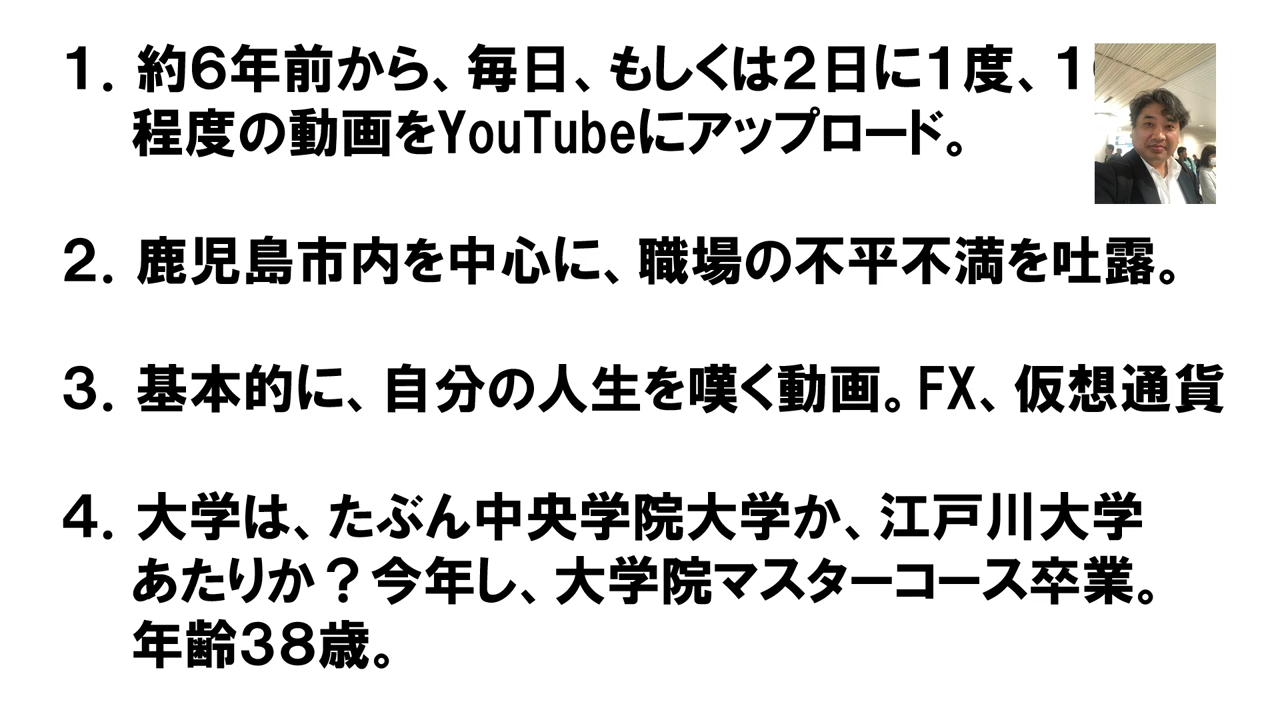 １．約６年前から、毎日、もしくは２日に１度、１
程度の動画をYouTubeにアップロード。
２．鹿児島市内を中心に、職場の不平不満を吐露。
３．基本的に、自分の人生を嘆く動画。FX、仮想通貨
４．大学は、たぶん中央学院大学か、江戸川大学
あたりか？今年し、大学院マスターコース卒業。
年齢３８歳。